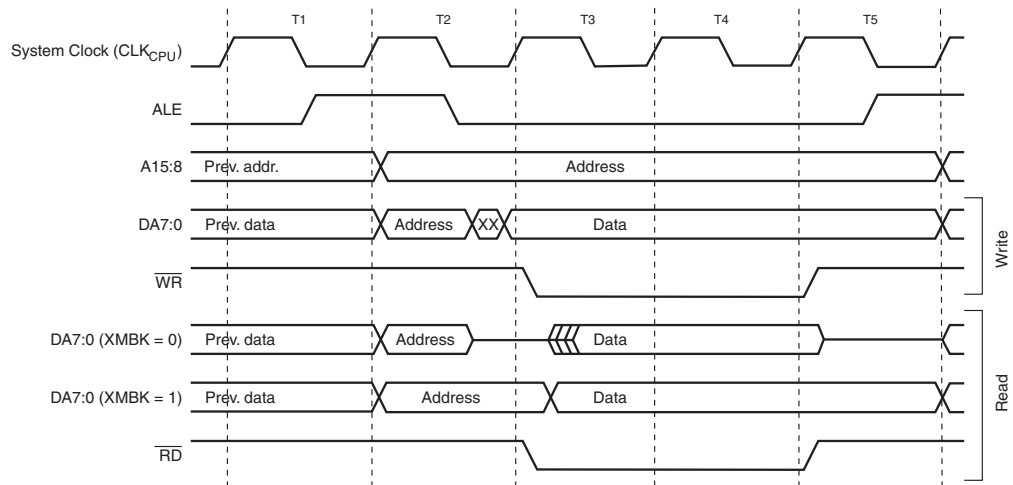 T1 T2 T3 T4 T5
System Clock (CLKCPU)
ALE
A15:8 Prev. addr. Address
DA7:0 Prev. data Address XX Data
WR
Write
DA7:0 (XMBK = 0) Prev. data Address Data
DA7:0 (XMBK = 1) Prev. data Address Data
RD
Read